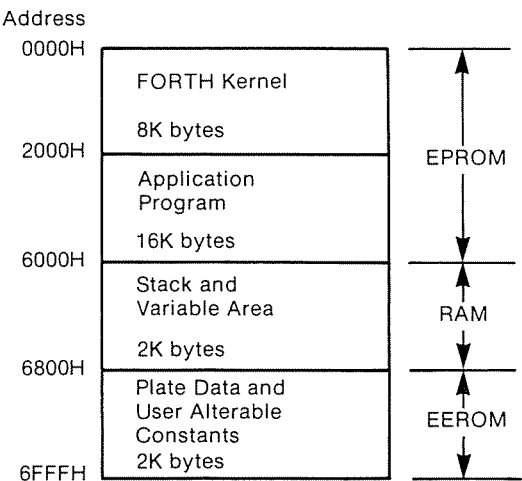 Address
0000H
FORTH Kernel
8K bytes
2000H
EPROM
Application
Program
16K bytes
6000H
Stack and
Variable Area
RAM
2K bytes
6800H
Plate Data and
User Alterable
EEROM
Constants
2K bytes
6FFFH